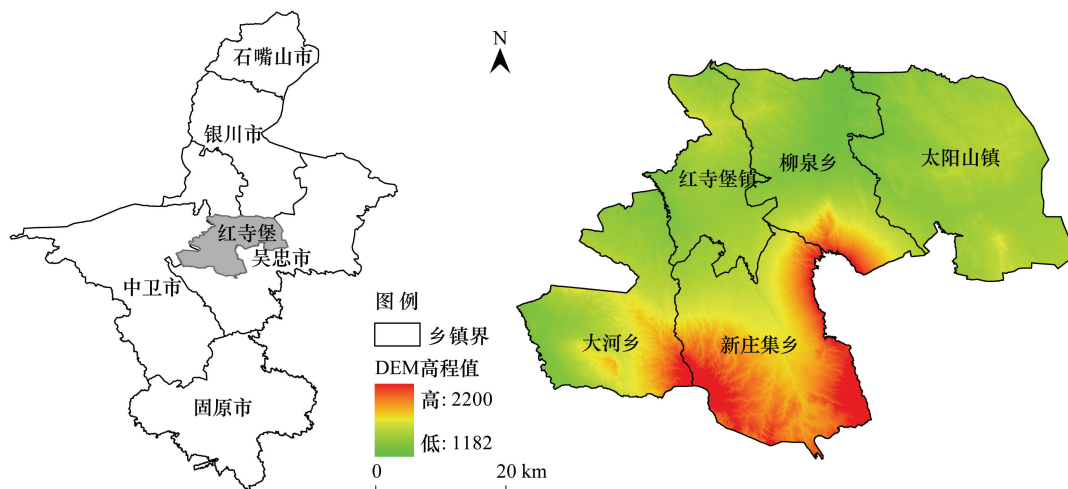 石嘴山市
银川市
红寺堡
吴忠市
中卫市
固原市
N
红寺堡镇
柳泉乡
太阳山镇
大河乡
新庄集乡
图 例
乡镇界
DEM高程值
高: 2200
低: 1182
0 20 km